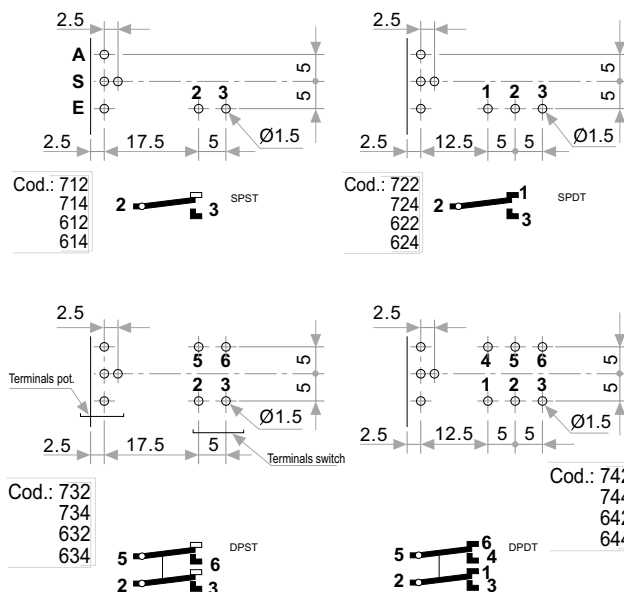 2.5
A
S
E
2 3
5
5
Ø1.5
2.5 17.5 5
Cod.: 712
714
612
614
2 3
SPST
2.5
1 2 3
5
5
Ø1.5
2.5 12.5 5 5
Cod.: 722
724
622
624
2 1 3
SPDT
2.5
5 6
2 3
5
5
Terminals pot.
Ø1.5
2.5 17.5 5
Terminals switch
Cod.: 732
734
632
634
DPST
5 6
2 3
2.5
4 5 6
1 2 3
5
5
Ø1.5
2.5 12.5 5 5
Cod.: 742
744
642
644
DPDT
5 6 4
2 1 3